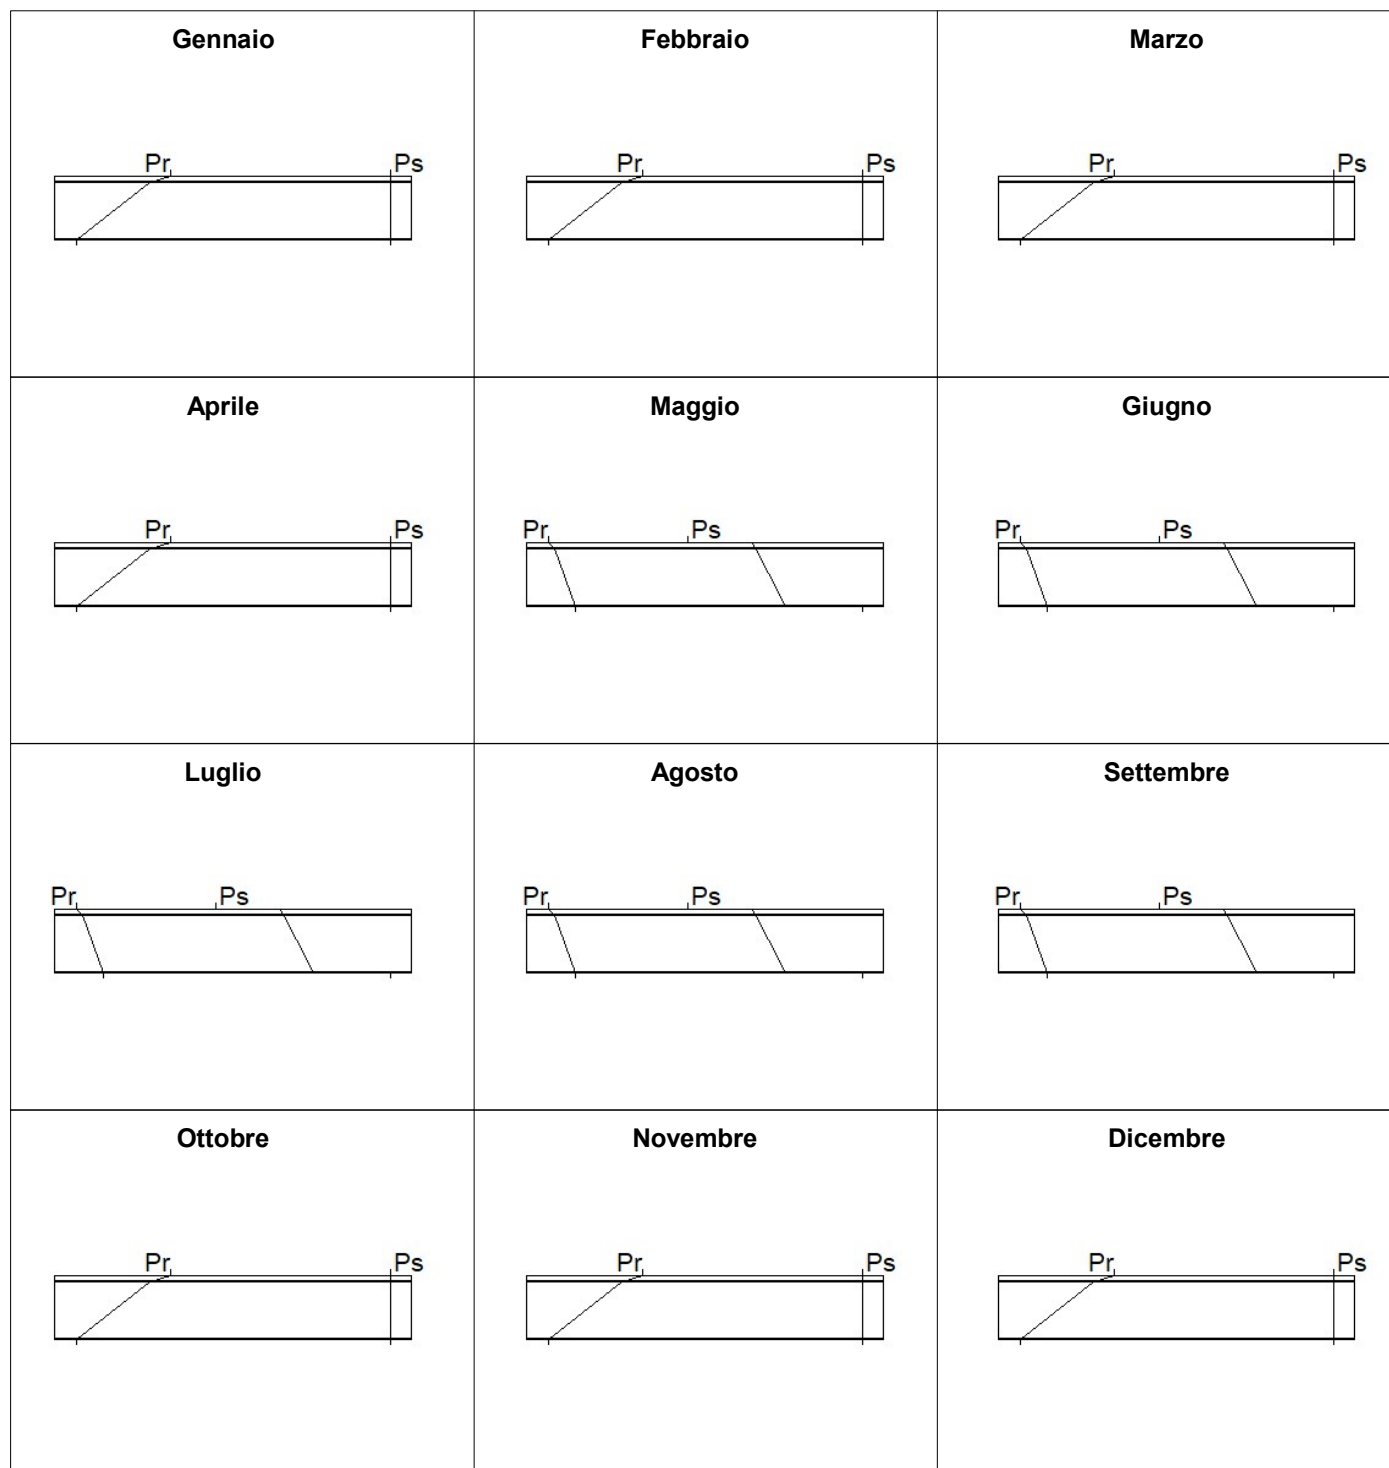 Gennaio Febbraio Marzo
Pr Ps Pr Ps Pr Ps
Aprile Maggio Giugno
Pr Ps Pr Ps Pr Ps
Luglio Agosto Settembre
Pr Ps Pr Ps Pr Ps
Ottobre Novembre Dicembre
Pr Ps Pr Ps Pr Ps